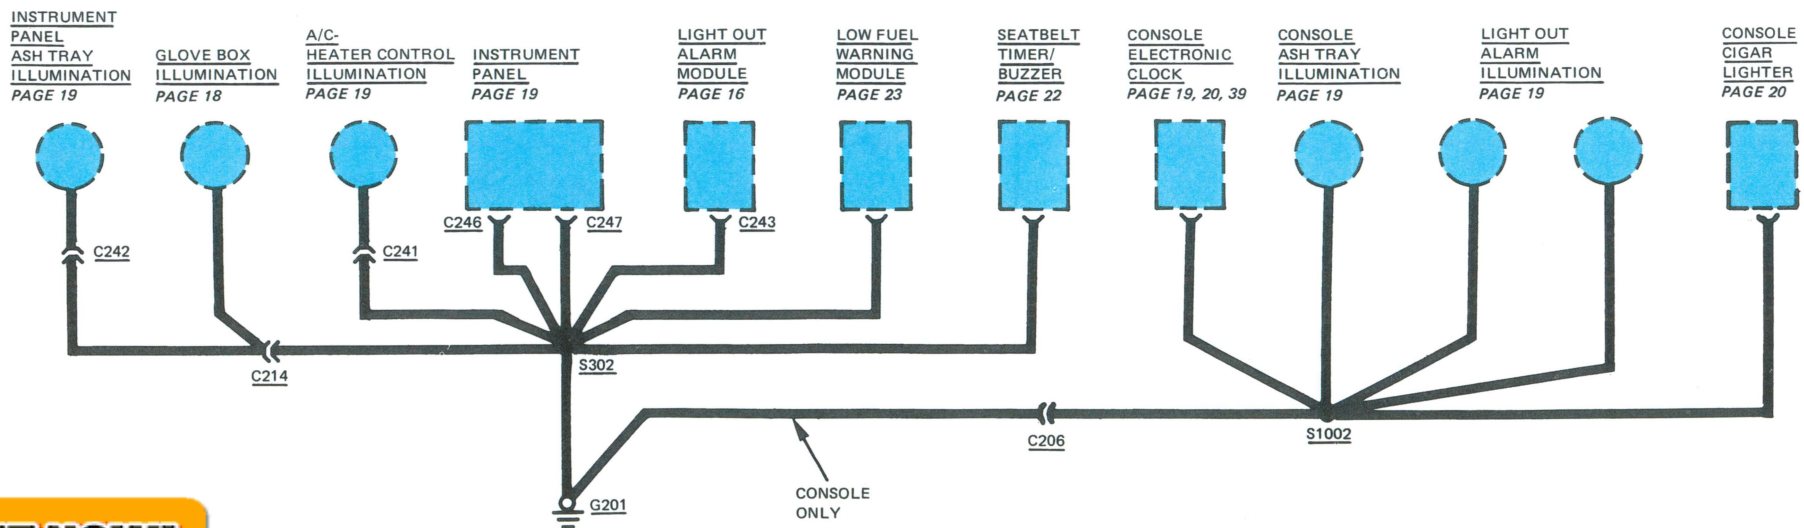 INSTRUMENT
PANEL
ASH TRAY
ILLUMINATION
PAGE 19
GLOVE BOX
ILLUMINATION
PAGE 18
A/C-
HEATER CONTROL
ILLUMINATION
PAGE 19
INSTRUMENT
PANEL
PAGE 19
LIGHT OUT
ALARM
MODULE
PAGE 16
LOW FUEL
WARNING
MODULE
PAGE 23
SEATBELT
TIMER/
BUZZER
PAGE 22
CONSOLE
ELECTRONIC
CLOCK
PAGE 19, 20, 39
CONSOLE
ASH TRAY
ILLUMINATION
PAGE 19
LIGHT OUT
ALARM
ILLUMINATION
PAGE 19
CONSOLE
CIGAR
LIGHTER
PAGE 20
C246
C247
C243
C242
C241
C214
S302
C206
S1002
G201
CONSOLE
ONLY